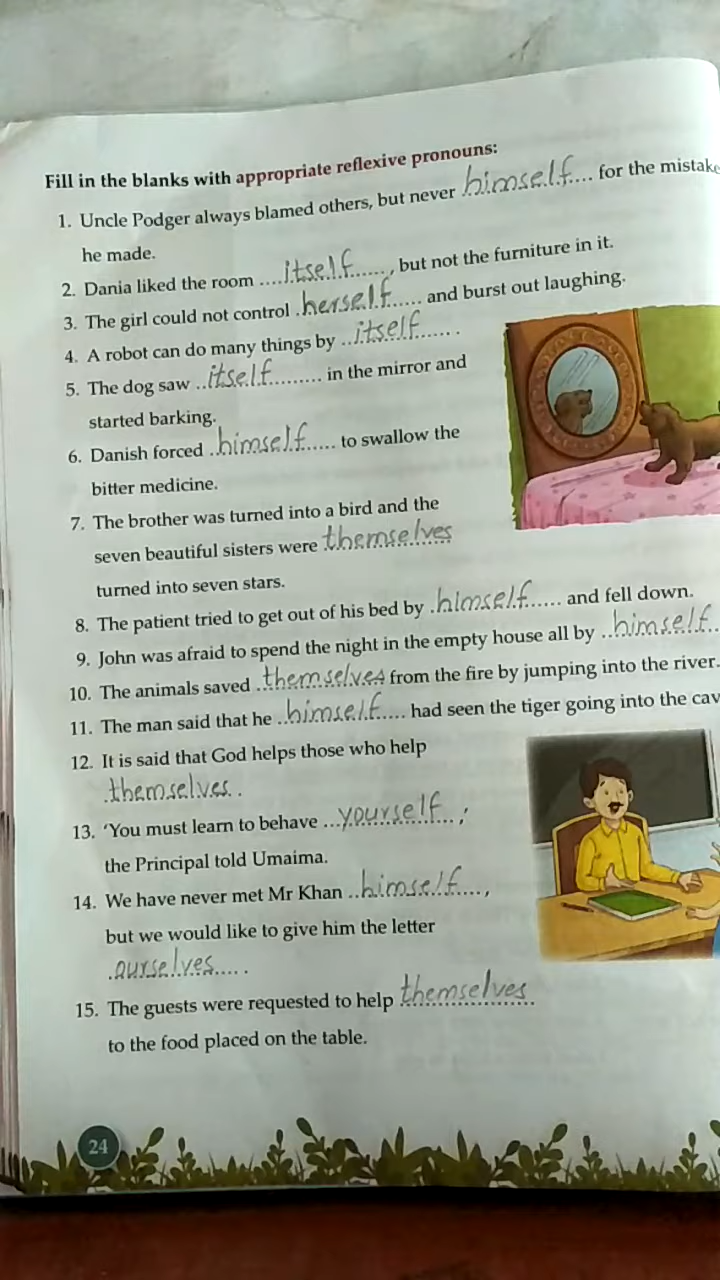 Fill in the blanks with appropriate reflexive pronouns:
1. Uncle Podger always blamed others, but never himself.... for the mistake
he made.
2. Dania liked the room ....itself......, but not the furniture in it.
3. The girl could not control .herself..... and burst out laughing.
4. A robot can do many things by ..itself...... .
5. The dog saw ..itself......... in the mirror and
started barking.
6. Danish forced .himself..... to swallow the
bitter medicine.
7. The brother was turned into a bird and the
seven beautiful sisters were themselves
turned into seven stars.
8. The patient tried to get out of his bed by .himself...... and fell down.
9. John was afraid to spend the night in the empty house all by ..himself..
10. The animals saved ..themselves from the fire by jumping into the river.
11. The man said that he ..himself.... had seen the tiger going into the cav
12. It is said that God helps those who help
.themselves. .
13. 'You must learn to behave ...yourself...,'
the Principal told Umaima.
14. We have never met Mr Khan ..himself....,
but we would like to give him the letter
.ourselves..... .
15. The guests were requested to help themselves
to the food placed on the table.
24